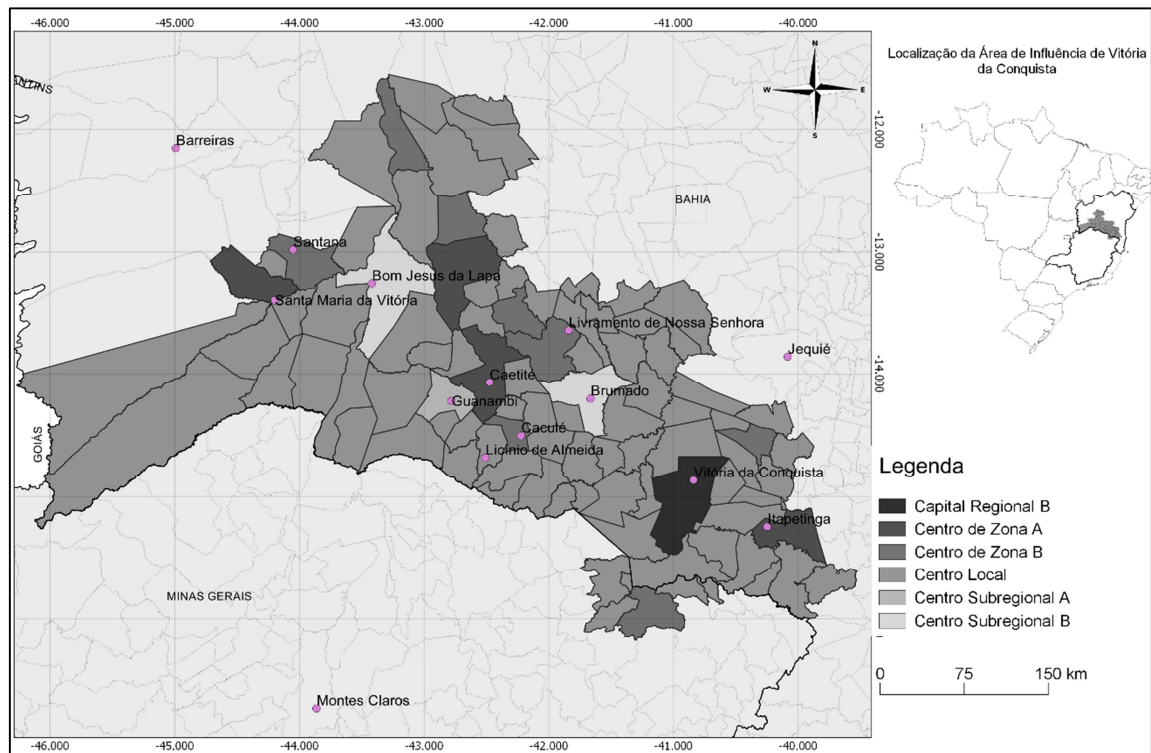 -46.000 -45.000 -44.000 -43.000 -42.000 -41.000 -40.000
N
W E
S
-12.000
-13.000
-14.000
Barreiras
BAHIA
Santana
Bom Jesus da Lapa
Santa Maria da Vitória
Livramento de Nossa Senhora
Jequié
Caetité
Guanambi
Brumado
Caculé
Licínio de Almeida
GOIÁS
Vitória da Conquista
Itapetinga
MINAS GERAIS
Montes Claros
-46.000 -45.000 -44.000 -43.000 -42.000 -41.000 -40.000
Localização da Área de Influência de Vitória
da Conquista
Legenda
Capital Regional B
Centro de Zona A
Centro de Zona B
Centro Local
Centro Subregional A
Centro Subregional B
0 75 150 km